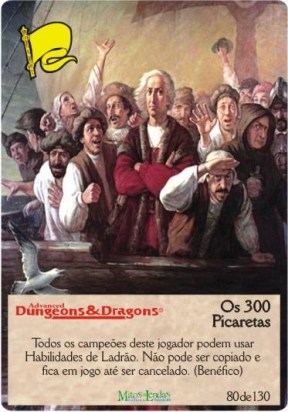 Os 300
Picaretas
Advanced
Dungeons & Dragons®
Todos os campeões deste jogador podem usar
Habilidades de Ladrão. Não pode ser copiado e
fica em jogo até ser cancelado. (Benéfico)
Mitos & Lendas
80 de 130